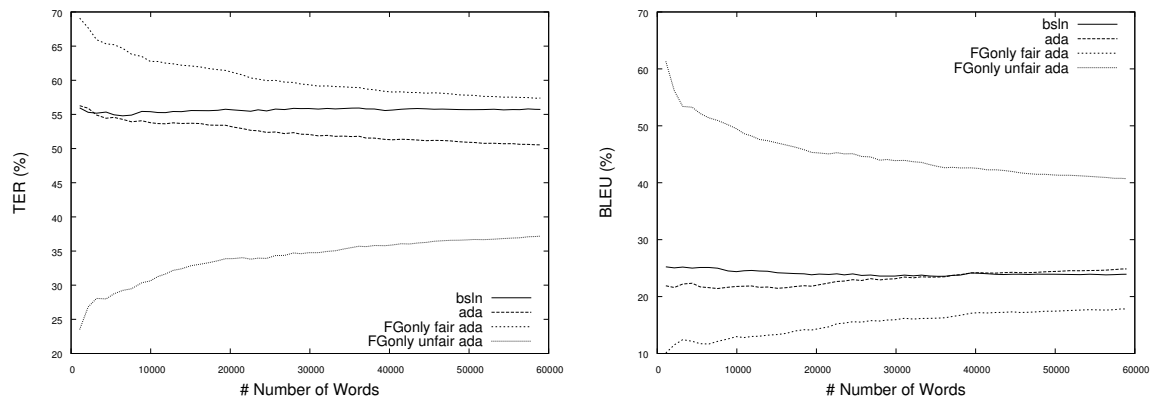 70
65
60
55
50
45
40
35
30
25
20
TER (%)
0 10000 20000 30000 40000 50000 60000
# Number of Words
bsln
ada
FGonly fair ada
FGonly unfair ada
70
60
50
40
30
20
10
BLEU (%)
0 10000 20000 30000 40000 50000 60000
# Number of Words
bsln
ada
FGonly fair ada
FGonly unfair ada